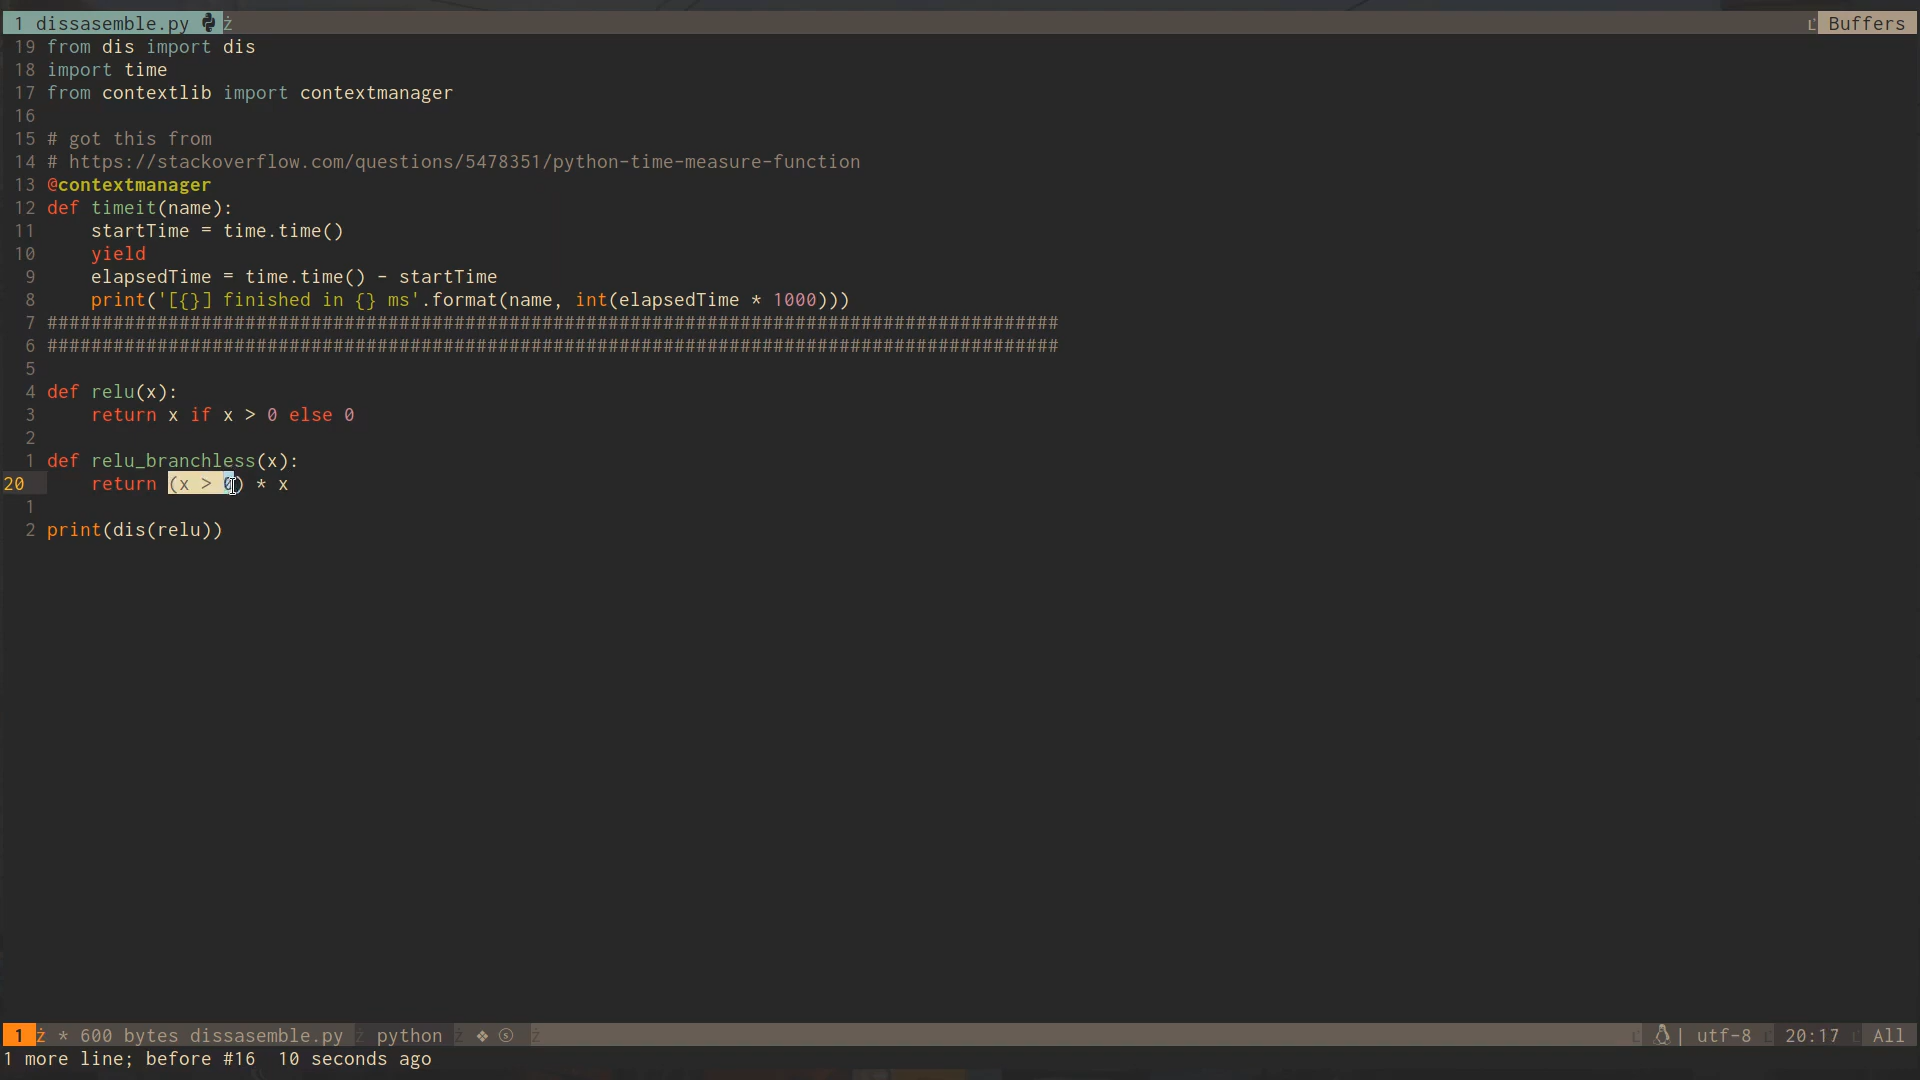 1 dissasemble.py Buffers
19 from dis import dis
18 import time
17 from contextlib import contextmanager
16
15 # got this from
14 # https://stackoverflow.com/questions/5478351/python-time-measure-function
13 @contextmanager
12 def timeit(name):
11     startTime = time.time()
10     yield
9     elapsedTime = time.time() - startTime
8     print('[{}] finished in {} ms'.format(name, int(elapsedTime * 1000)))
7 ############################################################################################
6 ############################################################################################
5
4 def relu(x):
3     return x if x > 0 else 0
2
1 def relu_branchless(x):
20     return (x > 0) * x
1
2 print(dis(relu))
1 * 600 bytes dissasemble.py python | utf-8 20:17 All
1 more line; before #16  10 seconds ago